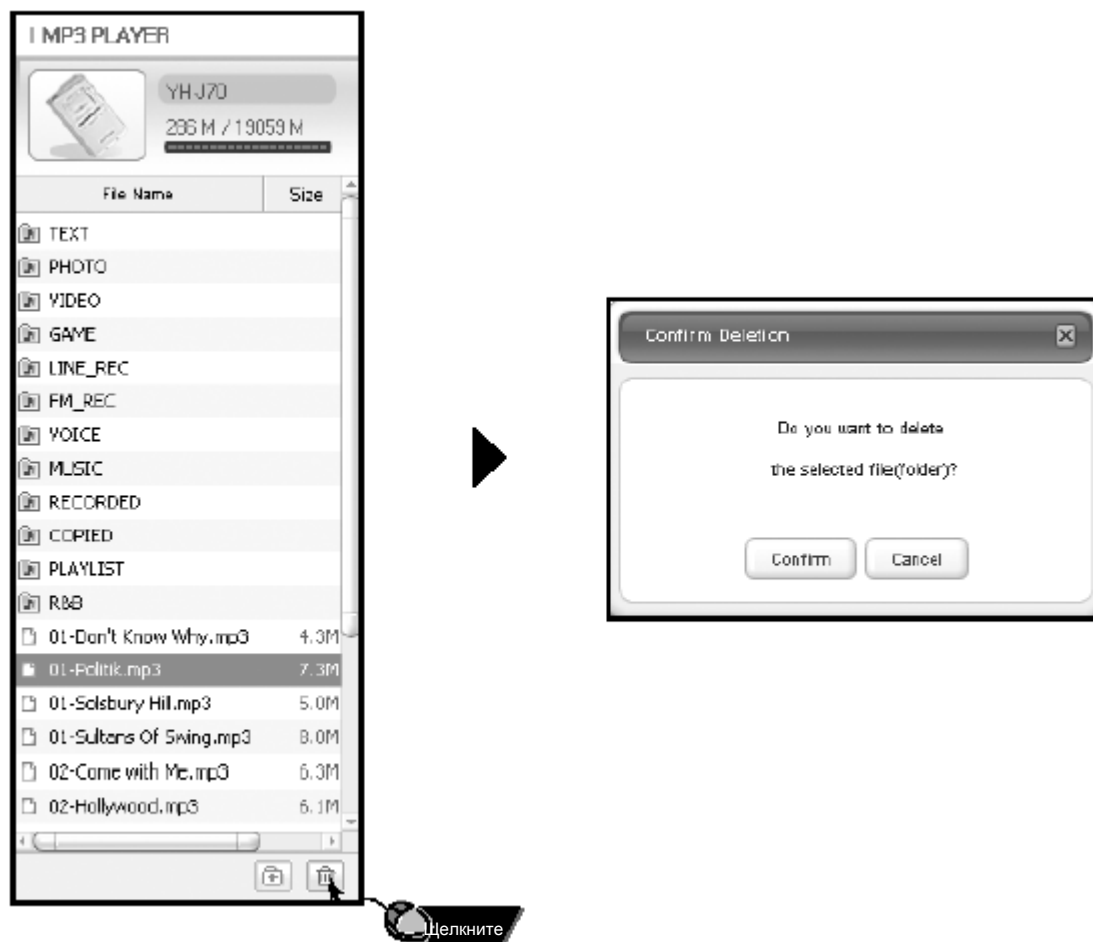 MP3 PLAYER
YH-J70
286 M / 19059 M
File Name Size
TEXT
PHOTO
VIDEO
GAME
LINE_REC
FM_REC
VOICE
MUSIC
RECORDED
COPIED
PLAYLIST
R&B
01-Don't Know Why.mp3 4.3M
01-Politik.mp3 7.3M
01-Solsbury Hill.mp3 5.0M
01-Sultans Of Swing.mp3 8.0M
02-Come with Me.mp3 6.3M
02-Hollywood.mp3 6.1M
Щелкните
Confirm Deletion
Do you want to delete
the selected file(folder)?
Confirm Cancel